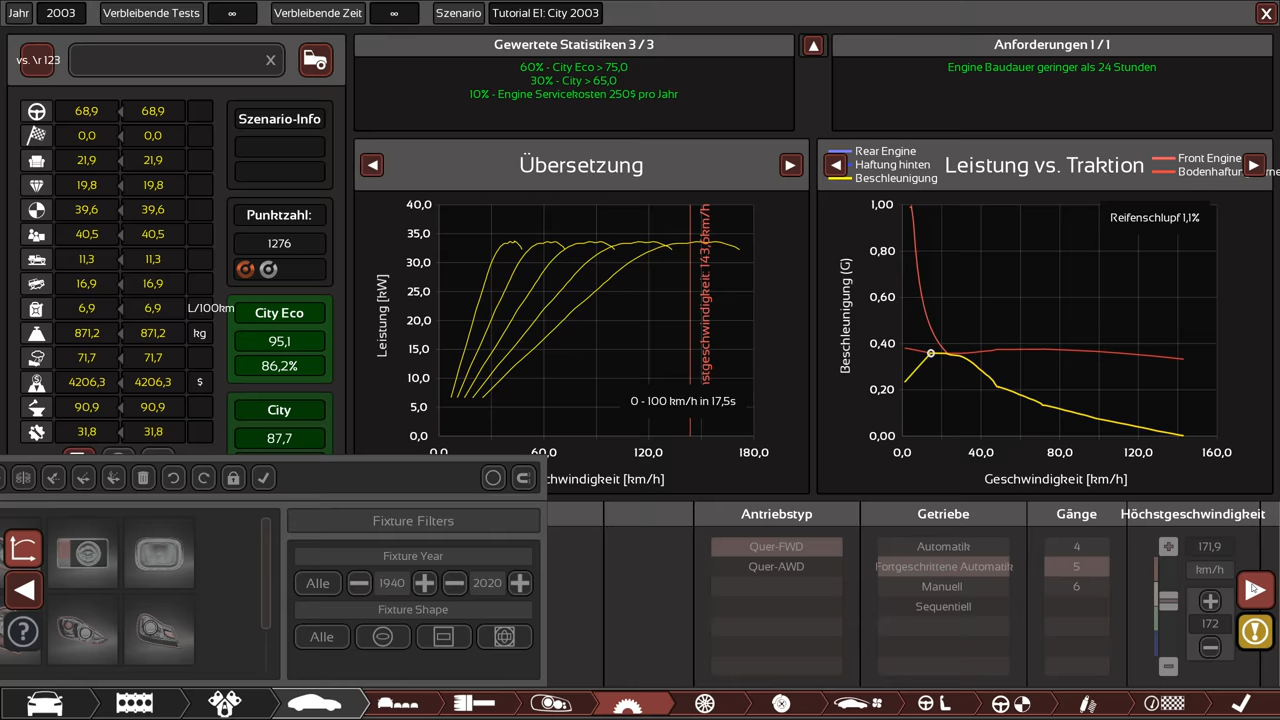 Jahr 2003 Verbleibende Tests ∞ Verbleibende Zeit ∞ Szenario Tutorial E1: City 2003 X
vs. \r 123 X
Gewertete Statistiken 3 / 3
60% - City Eco > 75,0
30% - City > 65,0
10% - Engine Servicekosten 250$ pro Jahr
Anforderungen 1 / 1
Engine Baudauer geringer als 24 Stunden
68,9 68,9
0,0 0,0
21,9 21,9
19,8 19,8
39,6 39,6
40,5 40,5
11,3 11,3
16,9 16,9
6,9 6,9 L/100km
871,2 871,2 kg
71,7 71,7
4206,3 4206,3 $
90,9 90,9
31,8 31,8
Szenario-Info
Punktzahl:
1276
City Eco
95,1
86,2%
City
87,7
Übersetzung
40,0
35,0
30,0
25,0
20,0
15,0
10,0
5,0
0,0
Leistung [kW]
stgeschwindigkeit: 143,6km/h
0 - 100 km/h in 17,5s
0,0 60,0 120,0 180,0
hwindigkeit [km/h]
Rear Engine
Haftung hinten
Beschleunigung
Leistung vs. Traktion
Front Engine
Bodenhaftun
Reifenschlupf 1,1%
1,00
0,80
0,60
0,40
0,20
0,00
Beschleunigung (G)
0,0 40,0 80,0 120,0 160,0
Geschwindigkeit [km/h]
Fixture Filters
Fixture Year
Alle 1940 2020
Fixture Shape
Alle
Antriebstyp
Quer-FWD
Quer-AWD
Getriebe
Automatik
Fortgeschrittene Automatik
Manuell
Sequentiell
Gänge
4
5
6
Höchstgeschwindigkeit
171,9
km/h
172
?